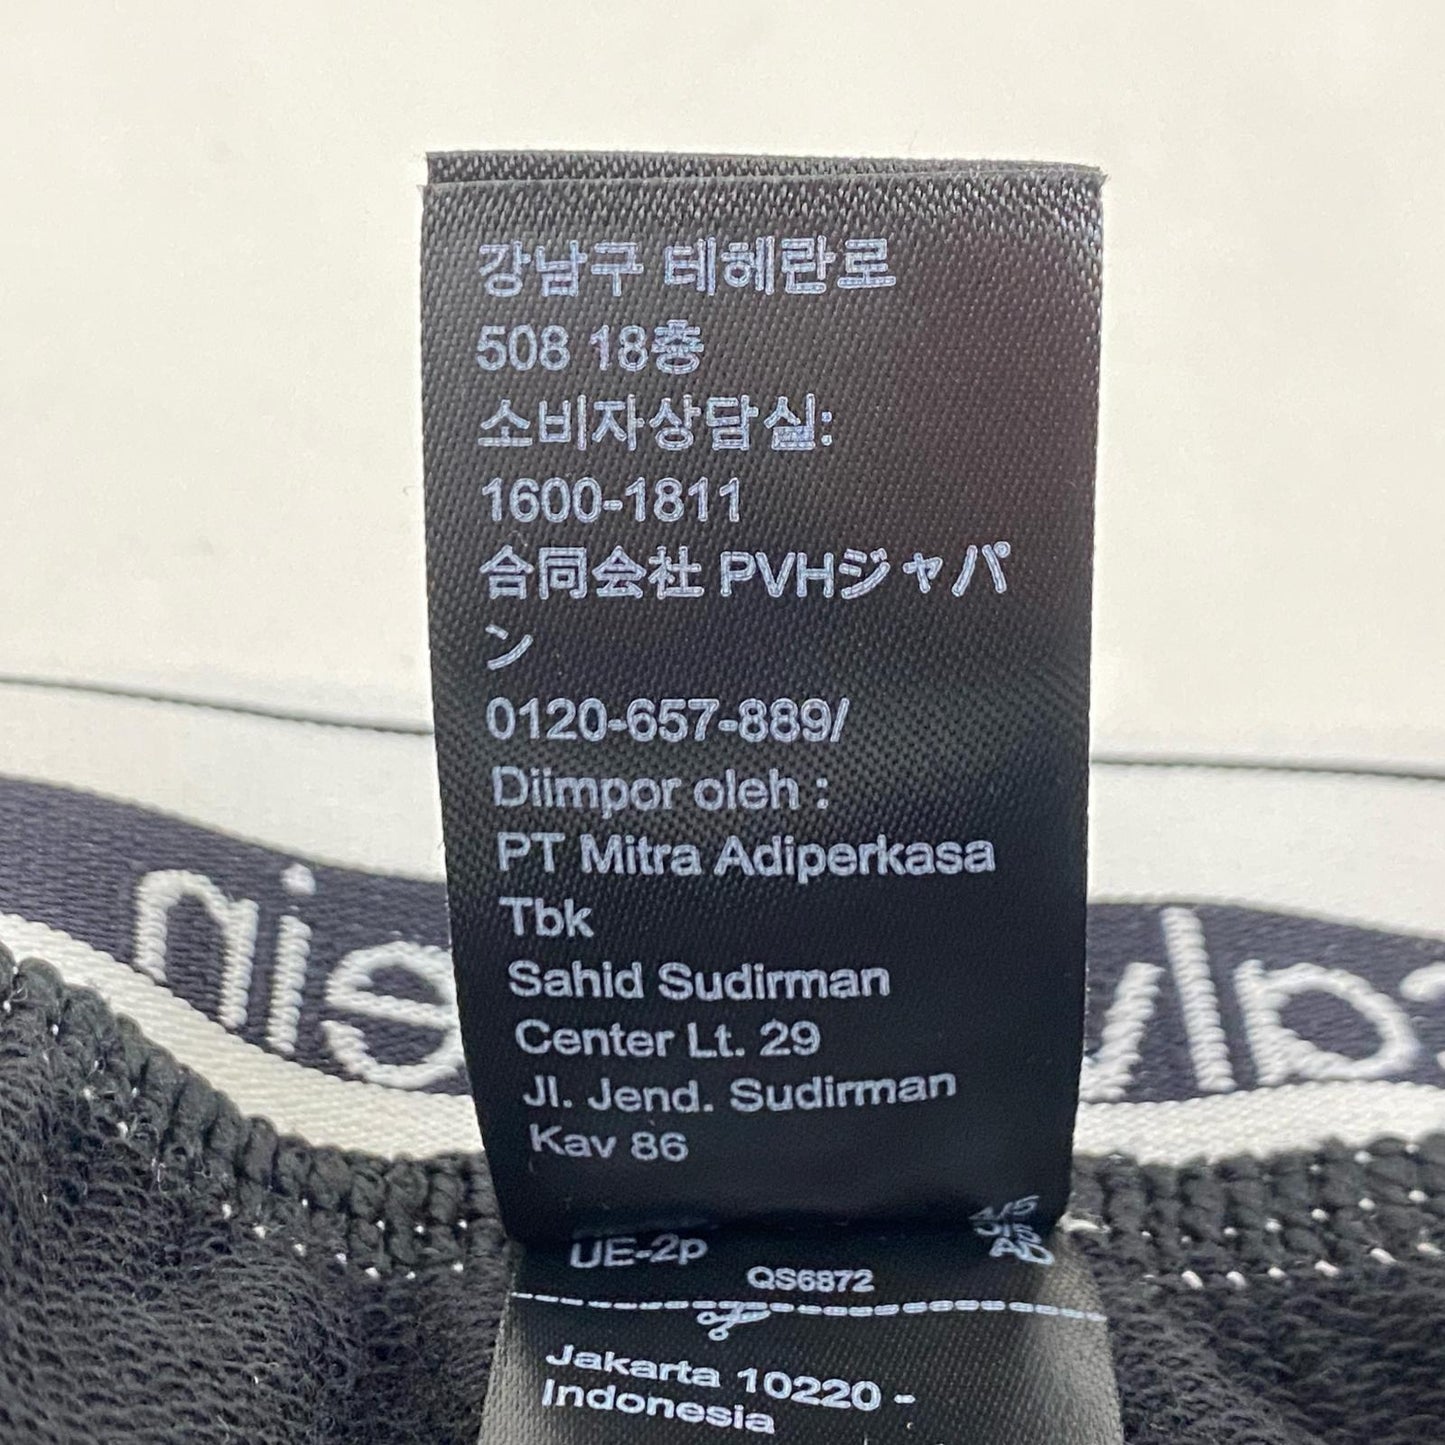 강남구 테헤란로
508 18층
소비자상담실:
1600-1811
合同会社 PVHジャパ
ン
0120-657-889/
Diimpor oleh :
PT Mitra Adiperkasa
Tbk
Sahid Sudirman
Center Lt. 29
Jl. Jend. Sudirman
Kav 86
UE-2p
QS6872
Jakarta 10220 -
Indonesia